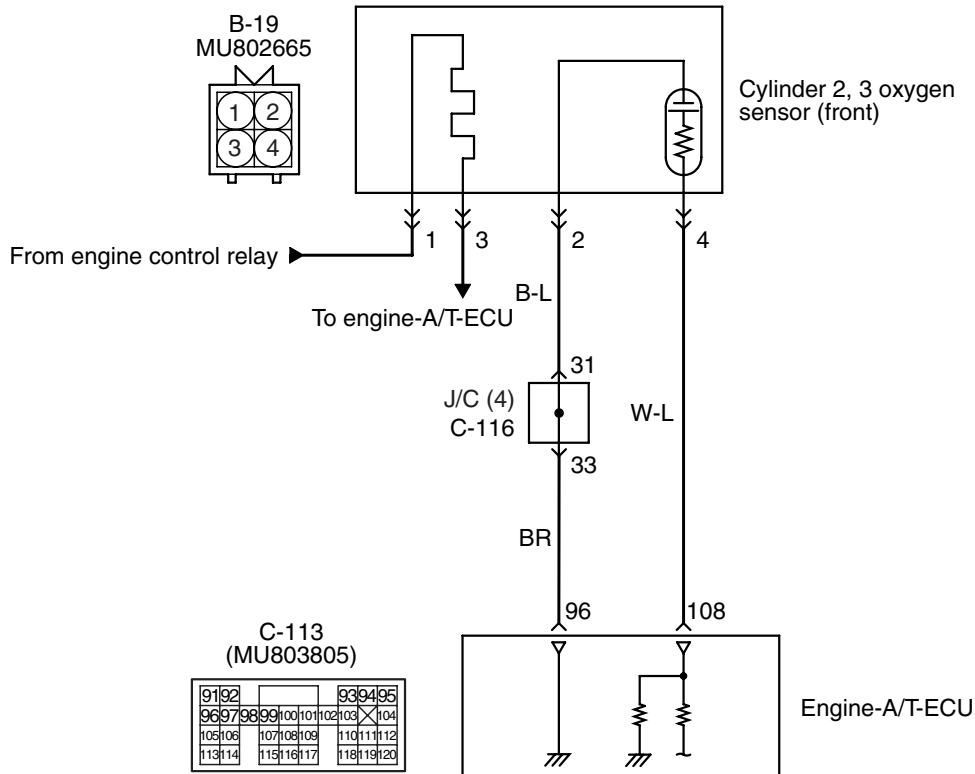 B-19
MU802665
1 2
3 4
Cylinder 2, 3 oxygen
sensor (front)
1 3 2 4
From engine control relay
To engine-A/T-ECU
B-L
31
J/C (4)
C-116
W-L
33
BR
96 108
C-113
(MU803805)
91 92 93 94 95
96 97 98 99 100 101 102 103 104
105 106 107 108 109 110 111 112
113 114 115 116 117 118 119 120
Engine-A/T-ECU